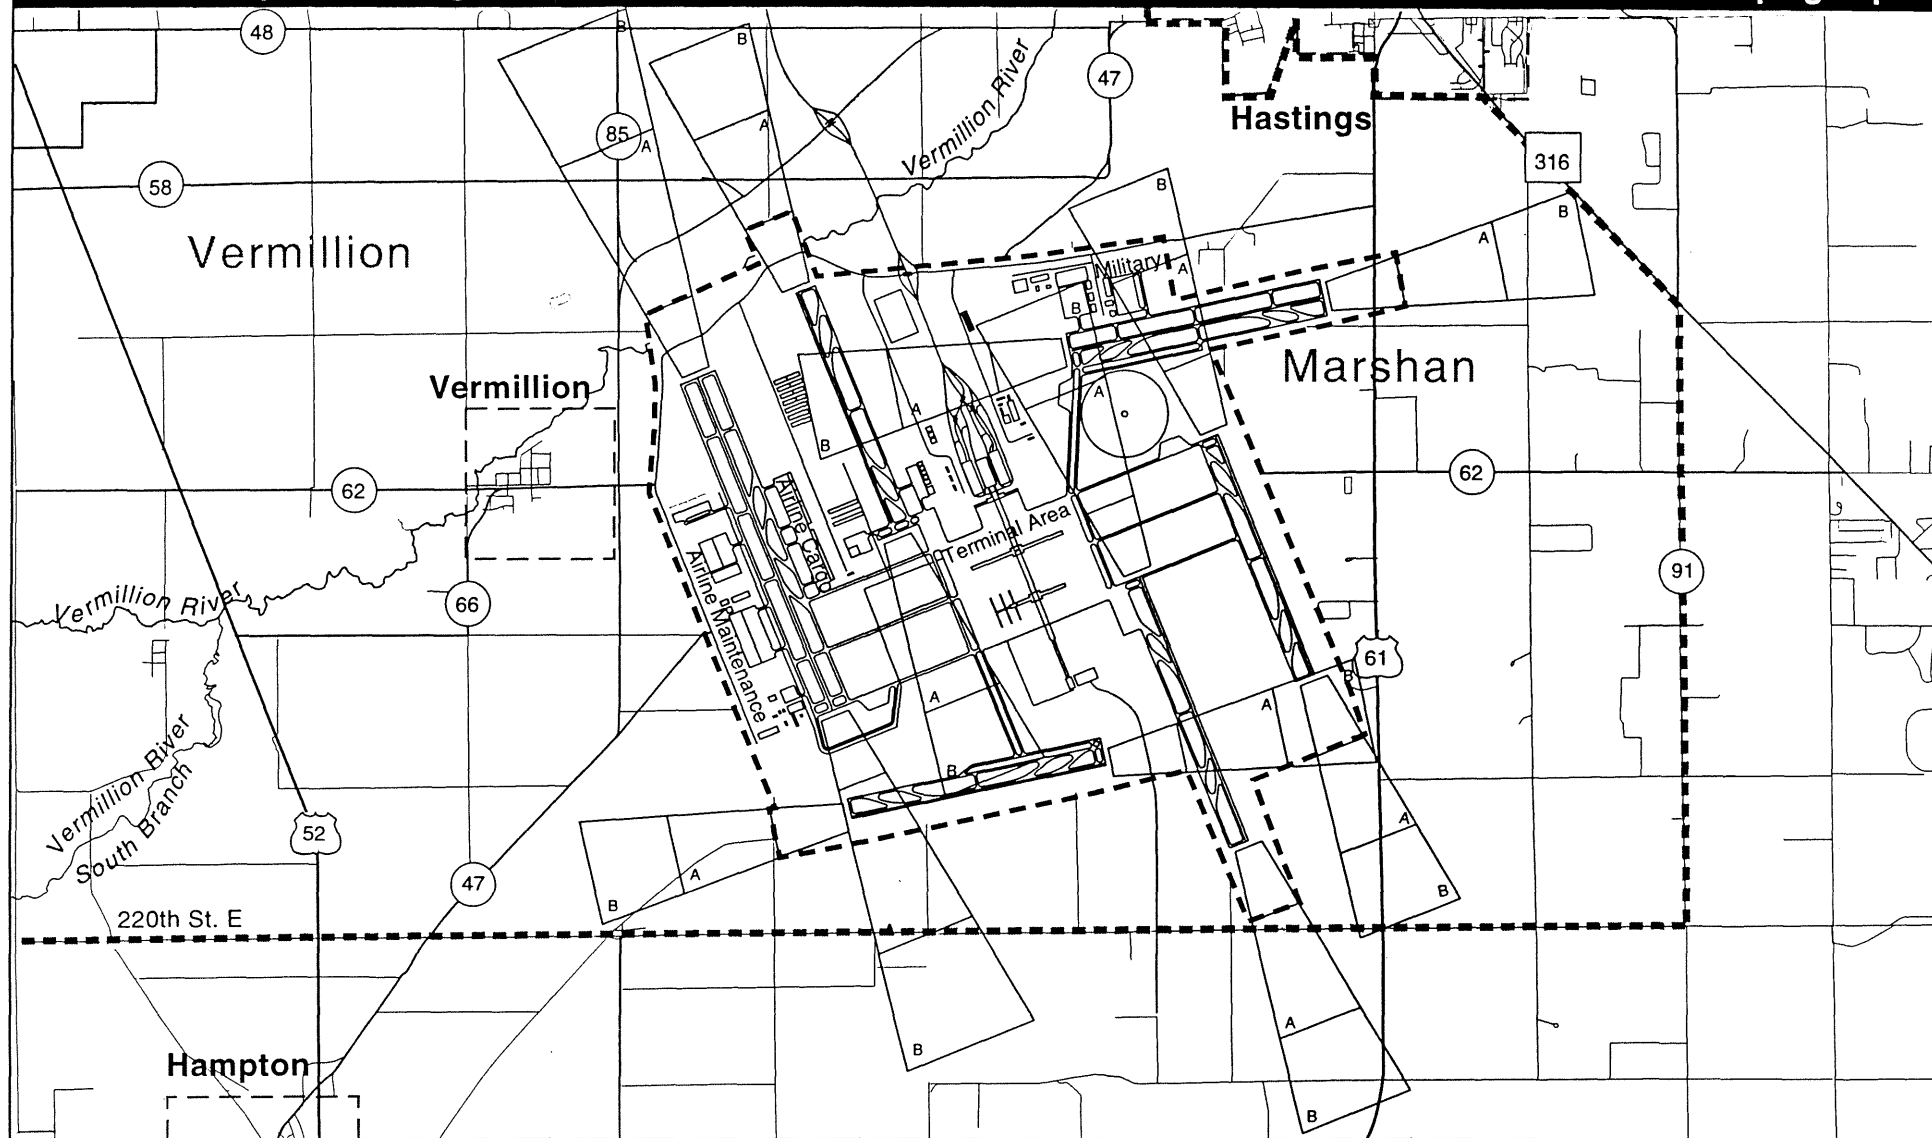 48
B
B
85
A
A
47
Vermillion River
Hastings
316
58
Vermillion
B
B
A
Military
A
B
Marshan
Vermillion
A
A
B
62
62
Airline Cargo
Terminal Area
Airline Maintenance
91
66
Vermillion River
61
B
A
A
B
Vermillion River
South Branch
52
A
B
47
A
B
A
B
220th St. E
A
B
A
B
Hampton